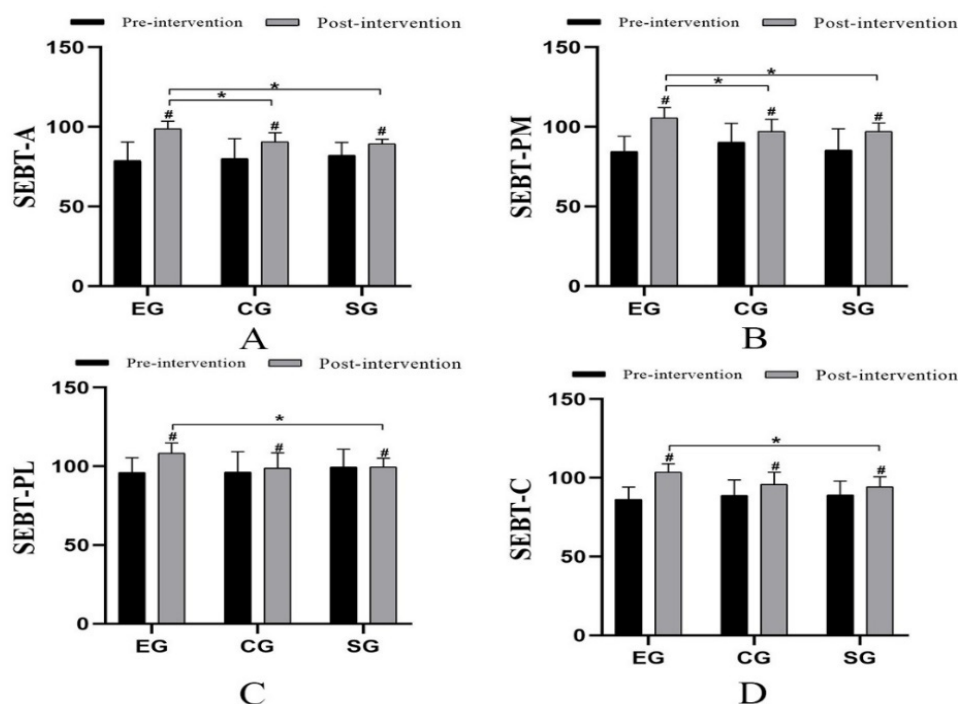 Pre-intervention Post-intervention
SEBT-A
150
100
50
0
* 
*
# # #
EG CG SG
A
Pre-intervention Post-intervention
SEBT-PM
150
100
50
0
*
*
# # #
EG CG SG
B
Pre-intervention Post-intervention
SEBT-PL
150
100
50
0
*
# # #
EG CG SG
C
Pre-intervention Post-intervention
SEBT-C
150
100
50
0
*
# # #
EG CG SG
D